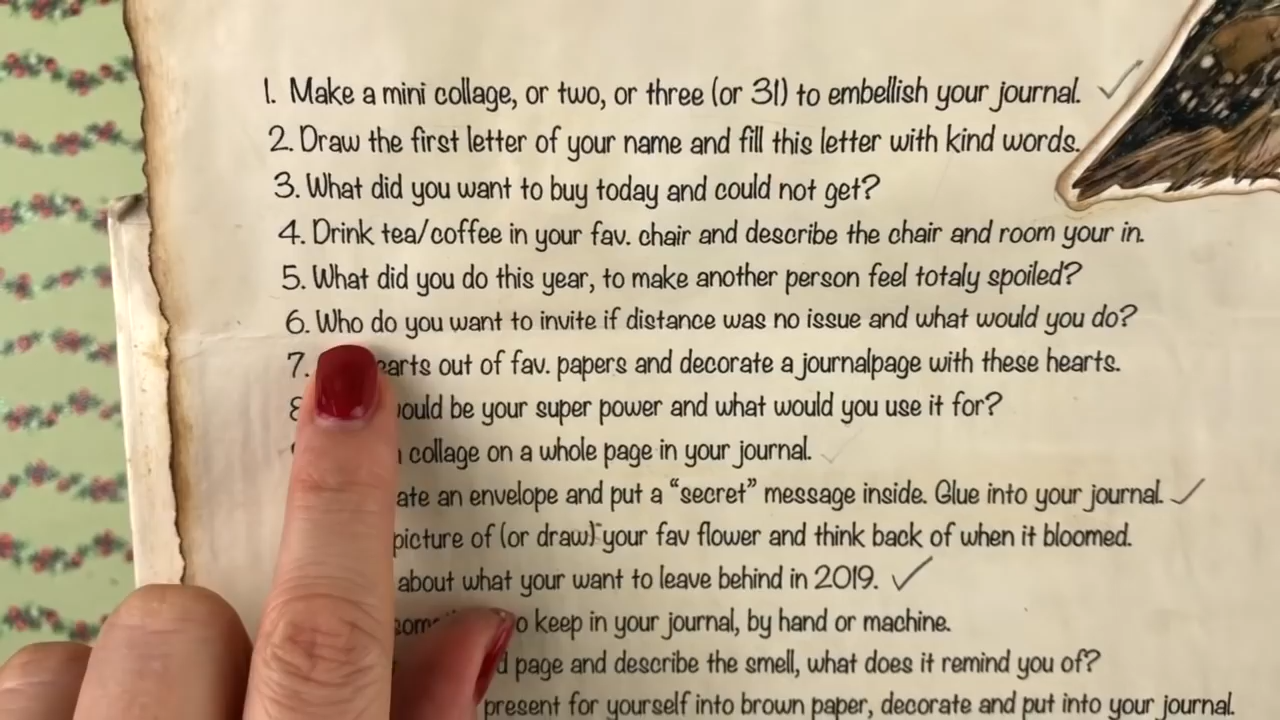 1. Make a mini collage, or two, or three (or 31) to embellish your journal.
2. Draw the first letter of your name and fill this letter with kind words.
3. What did you want to buy today and could not get?
4. Drink tea/coffee in your fav. chair and describe the chair and room your in.
5. What did you do this year, to make another person feel totaly spoiled?
6. Who do you want to invite if distance was no issue and what would you do?
7. out of fav. papers and decorate a journalpage with these hearts.
be your super power and what would you use it for?
collage on a whole page in your journal.
an envelope and put a “secret” message inside. Glue into your journal.
picture of (or draw) your fav flower and think back of when it bloomed.
about what your want to leave behind in 2019.
keep in your journal, by hand or machine.
page and describe the smell, what does it remind you of?
present for yourself into brown paper, decorate and put into your journal.